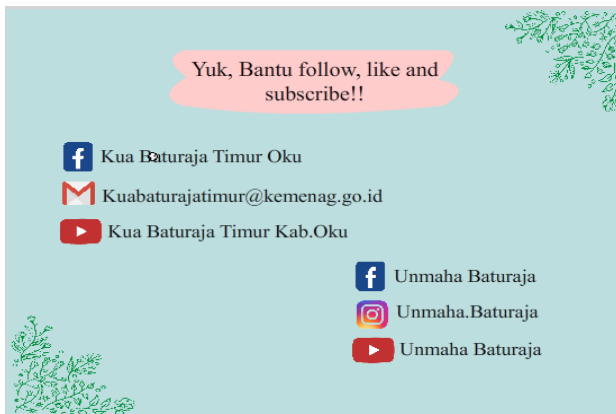 Yuk, Bantu follow, like and
subscribe!!
Kua Baturaja Timur Oku
Kuabaturajatimur@kemenag.go.id
Kua Baturaja Timur Kab.Oku
Unmaha Baturaja
Unmaha.Baturaja
Unmaha Baturaja